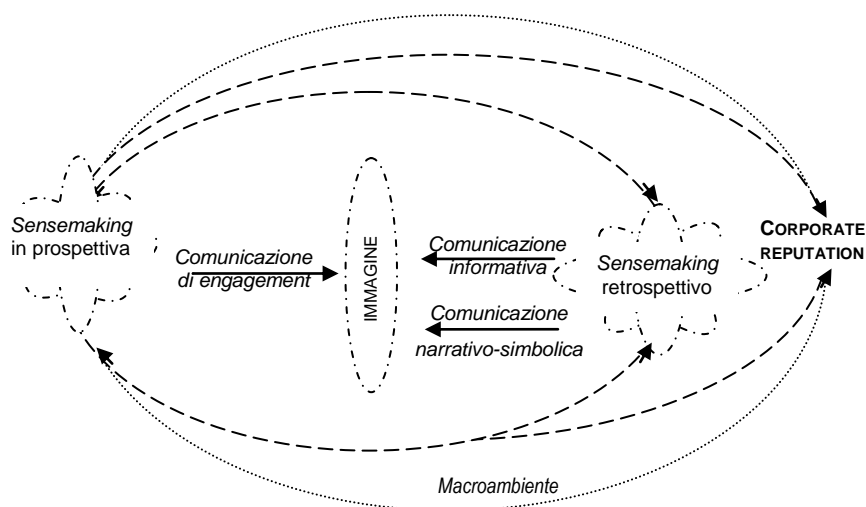 Sensemaking
in prospettiva
Comunicazione
di engagement
IMMAGINE
Comunicazione
informativa
Comunicazione
narrativo-simbolica
Sensemaking
retrospettivo
CORPORATE
REPUTATION
Macroambiente